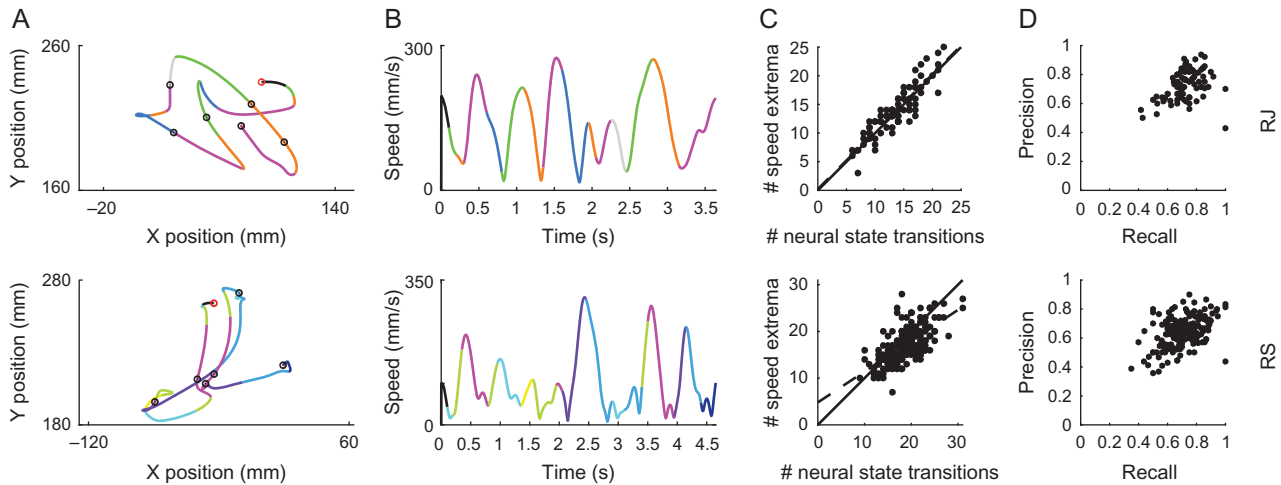 A
B
C
D
260
Y position (mm)
160
–20
140
X position (mm)
300
Speed (mm/s)
0
0 0.5 1 1.5 2 2.5 3 3.5
Time (s)
25
20
15
10
5
0
# speed extrema
0 5 10 15 20 25
# neural state transitions
1
0.8
0.6
0.4
0.2
0
Precision
0 0.2 0.4 0.6 0.8 1
Recall
RJ
280
Y position (mm)
180
–120
60
X position (mm)
350
Speed (mm/s)
0
0 0.5 1 1.5 2 2.5 3 3.5 4 4.5
Time (s)
30
20
10
0
# speed extrema
0 10 20 30
# neural state transitions
1
0.8
0.6
0.4
0.2
0
Precision
0 0.2 0.4 0.6 0.8 1
Recall
RS